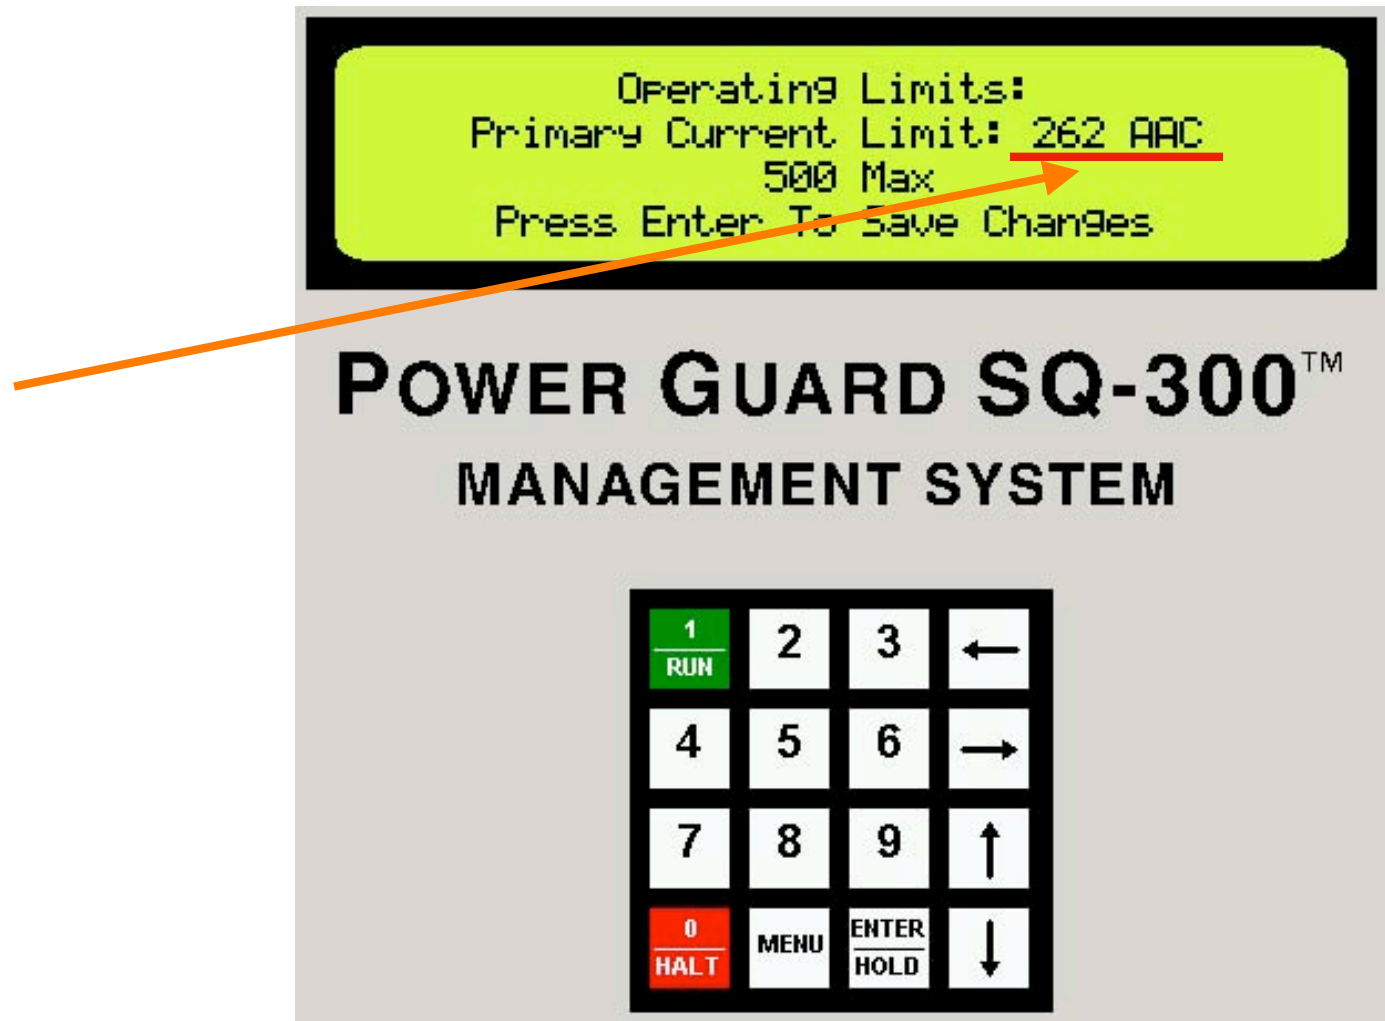 Operating Limits:
Primary Current Limit: 262 AAC
500 Max
Press Enter To Save Changes
POWER GUARD SQ-300™
MANAGEMENT SYSTEM
1 2 3 ←
RUN
4 5 6 →
7 8 9 ↑
0 MENU ENTER ↓
HALT HOLD